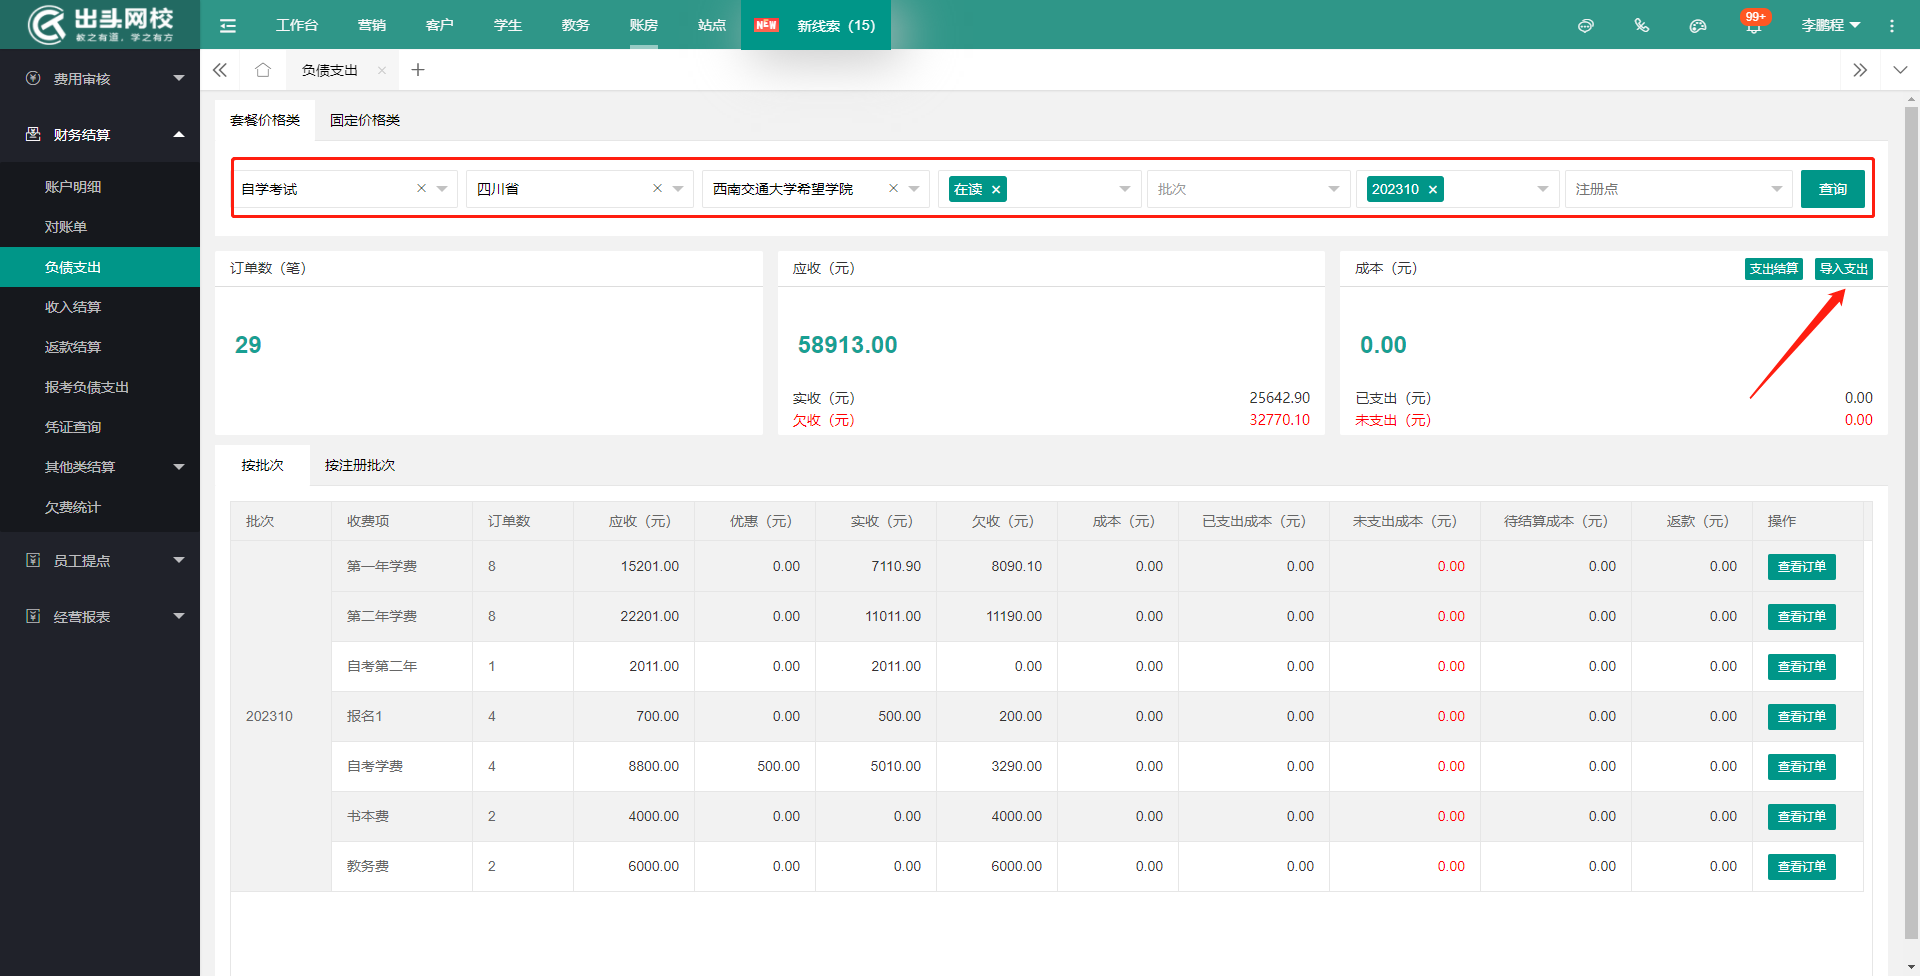 出头网校
教之有道，学之有方
工作台 营销 客户 学生 教务 账房 站点 NEW 新线索（15） 99+ 李鹏程
费用审核
财务结算
账户明细
对账单
负债支出
收入结算
返款结算
报考负债支出
凭证查询
其他类结算
欠费统计
员工提点
经营报表
负债支出
套餐价格类 固定价格类
自学考试 四川省 西南交通大学希望学院 在读 批次 202310 注册点 查询
订单数（笔）
29
应收（元）
58913.00
实收（元） 25642.90
欠收（元） 32770.10
成本（元） 支出结算 导入支出
0.00
已支出（元） 0.00
未支出（元） 0.00
按批次 按注册批次
批次 收费项 订单数 应收（元） 优惠（元） 实收（元） 欠收（元） 成本（元） 已支出成本（元） 未支出成本（元） 待结算成本（元） 返款（元） 操作
第一年学费 8 15201.00 0.00 7110.90 8090.10 0.00 0.00 0.00 0.00 0.00 查看订单
第二年学费 8 22201.00 0.00 11011.00 11190.00 0.00 0.00 0.00 0.00 0.00 查看订单
自考第二年 1 2011.00 0.00 2011.00 0.00 0.00 0.00 0.00 0.00 0.00 查看订单
202310 报名1 4 700.00 0.00 500.00 200.00 0.00 0.00 0.00 0.00 0.00 查看订单
自考学费 4 8800.00 500.00 5010.00 3290.00 0.00 0.00 0.00 0.00 0.00 查看订单
书本费 2 4000.00 0.00 0.00 4000.00 0.00 0.00 0.00 0.00 0.00 查看订单
教务费 2 6000.00 0.00 0.00 6000.00 0.00 0.00 0.00 0.00 0.00 查看订单